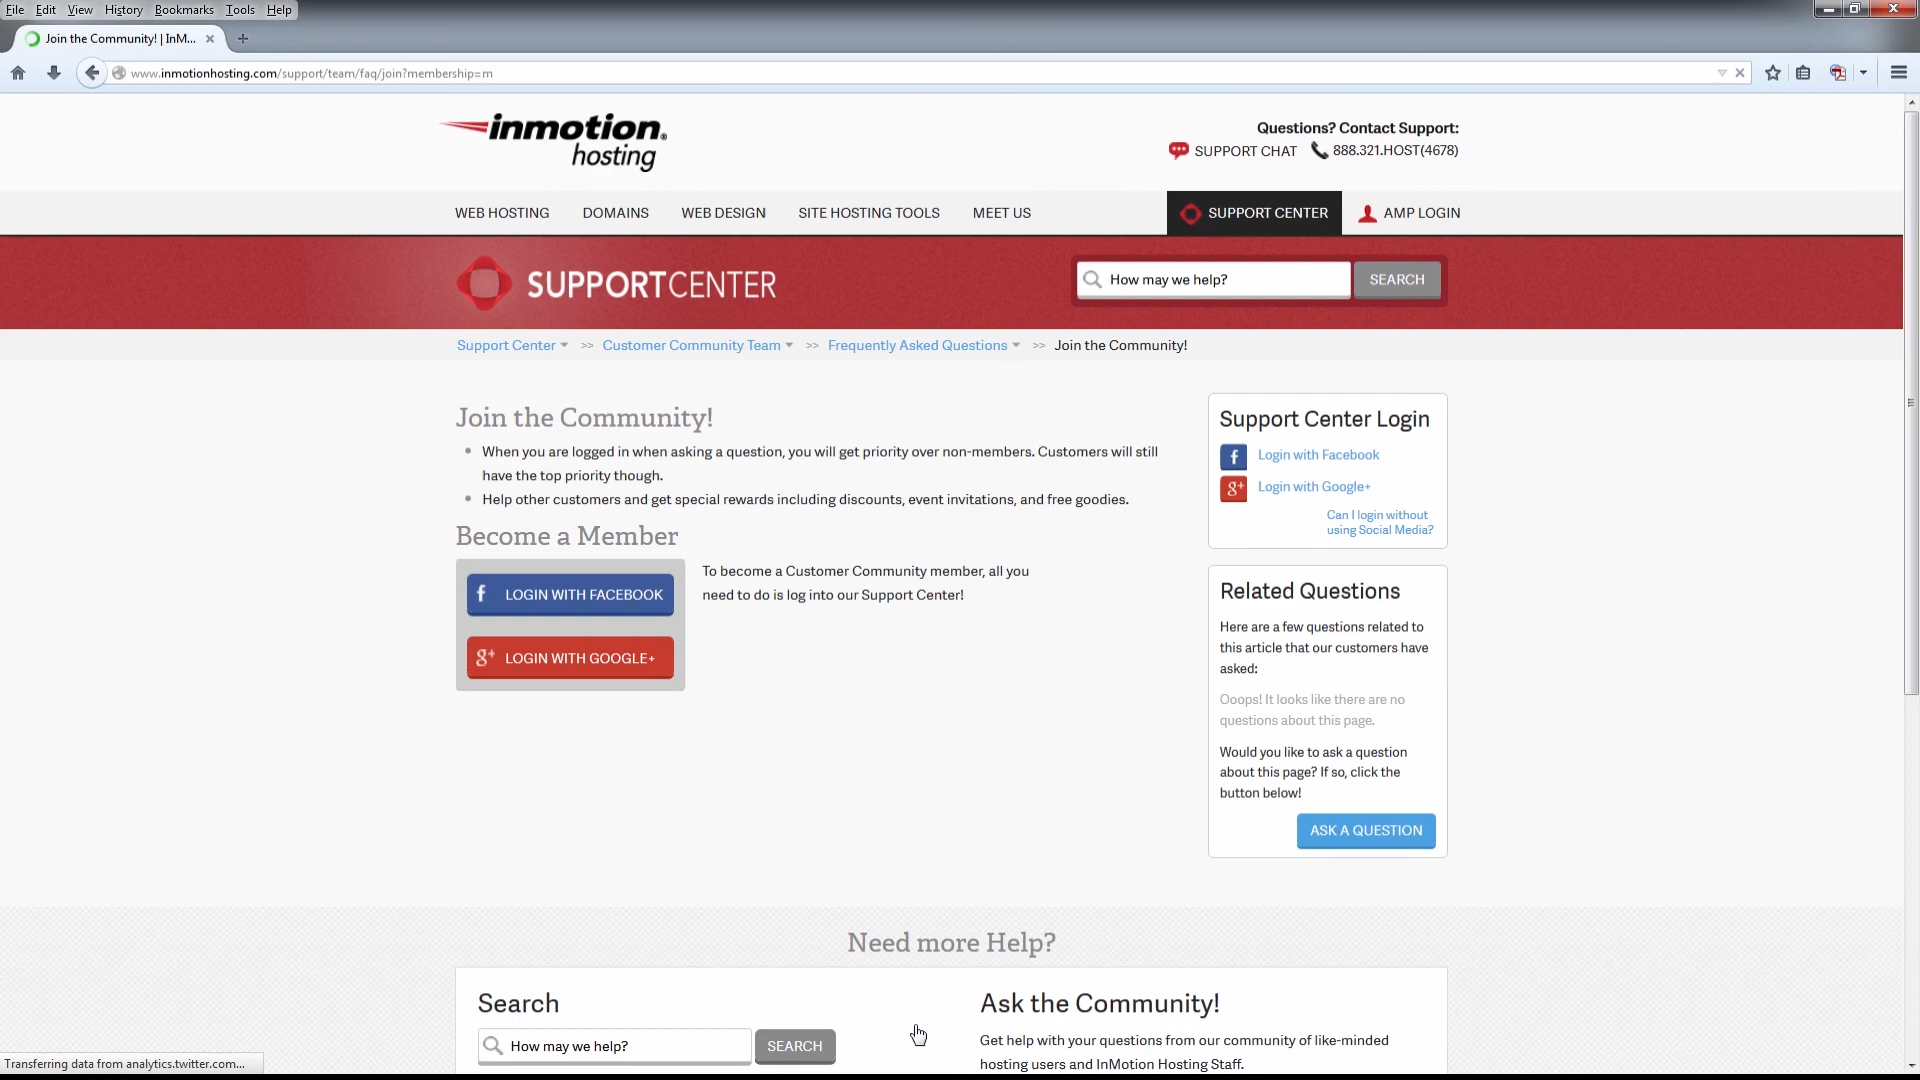 File Edit View History Bookmarks Tools Help
Join the Community! | InM...
www.inmotionhosting.com/support/team/faq/join?membership=m
inmotion®
hosting
Questions? Contact Support:
SUPPORT CHAT 888.321.HOST(4678)
WEB HOSTING DOMAINS WEB DESIGN SITE HOSTING TOOLS MEET US SUPPORT CENTER AMP LOGIN
SUPPORTCENTER
How may we help? SEARCH
Support Center >> Customer Community Team >> Frequently Asked Questions >> Join the Community!
Join the Community!
When you are logged in when asking a question, you will get priority over non-members. Customers will still
have the top priority though.
Help other customers and get special rewards including discounts, event invitations, and free goodies.
Become a Member
f LOGIN WITH FACEBOOK
g+ LOGIN WITH GOOGLE+
To become a Customer Community member, all you
need to do is log into our Support Center!
Support Center Login
f Login with Facebook
g+ Login with Google+
Can I login without
using Social Media?
Related Questions
Here are a few questions related to
this article that our customers have
asked:
Ooops! It looks like there are no
questions about this page.
Would you like to ask a question
about this page? If so, click the
button below!
ASK A QUESTION
Need more Help?
Search
How may we help? SEARCH
Ask the Community!
Get help with your questions from our community of like-minded
hosting users and InMotion Hosting Staff.
Transferring data from analytics.twitter.com...